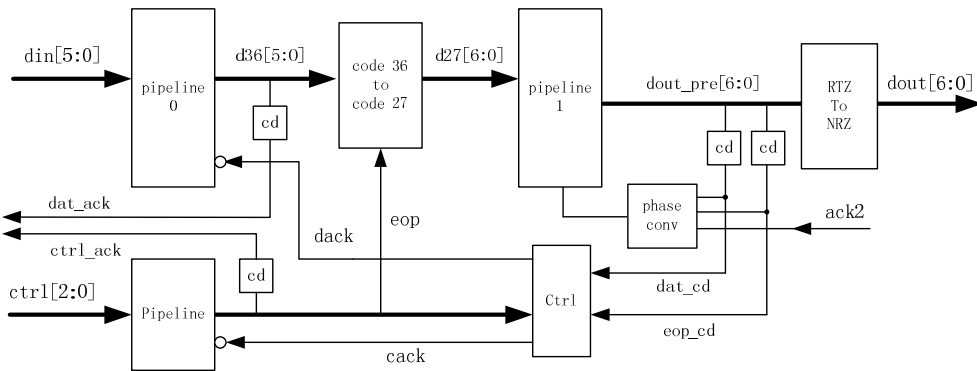 din[5:0]
pipeline
0
d36[5:0]
cd
code 36
to
code 27
d27[6:0]
pipeline
1
dout_pre[6:0]
cd
cd
RTZ
To
NRZ
dout[6:0]
dat_ack
ctrl_ack
cd
dack
eop
phase
conv
ack2
ctrl[2:0]
Pipeline
Ctrl
dat_cd
eop_cd
cack